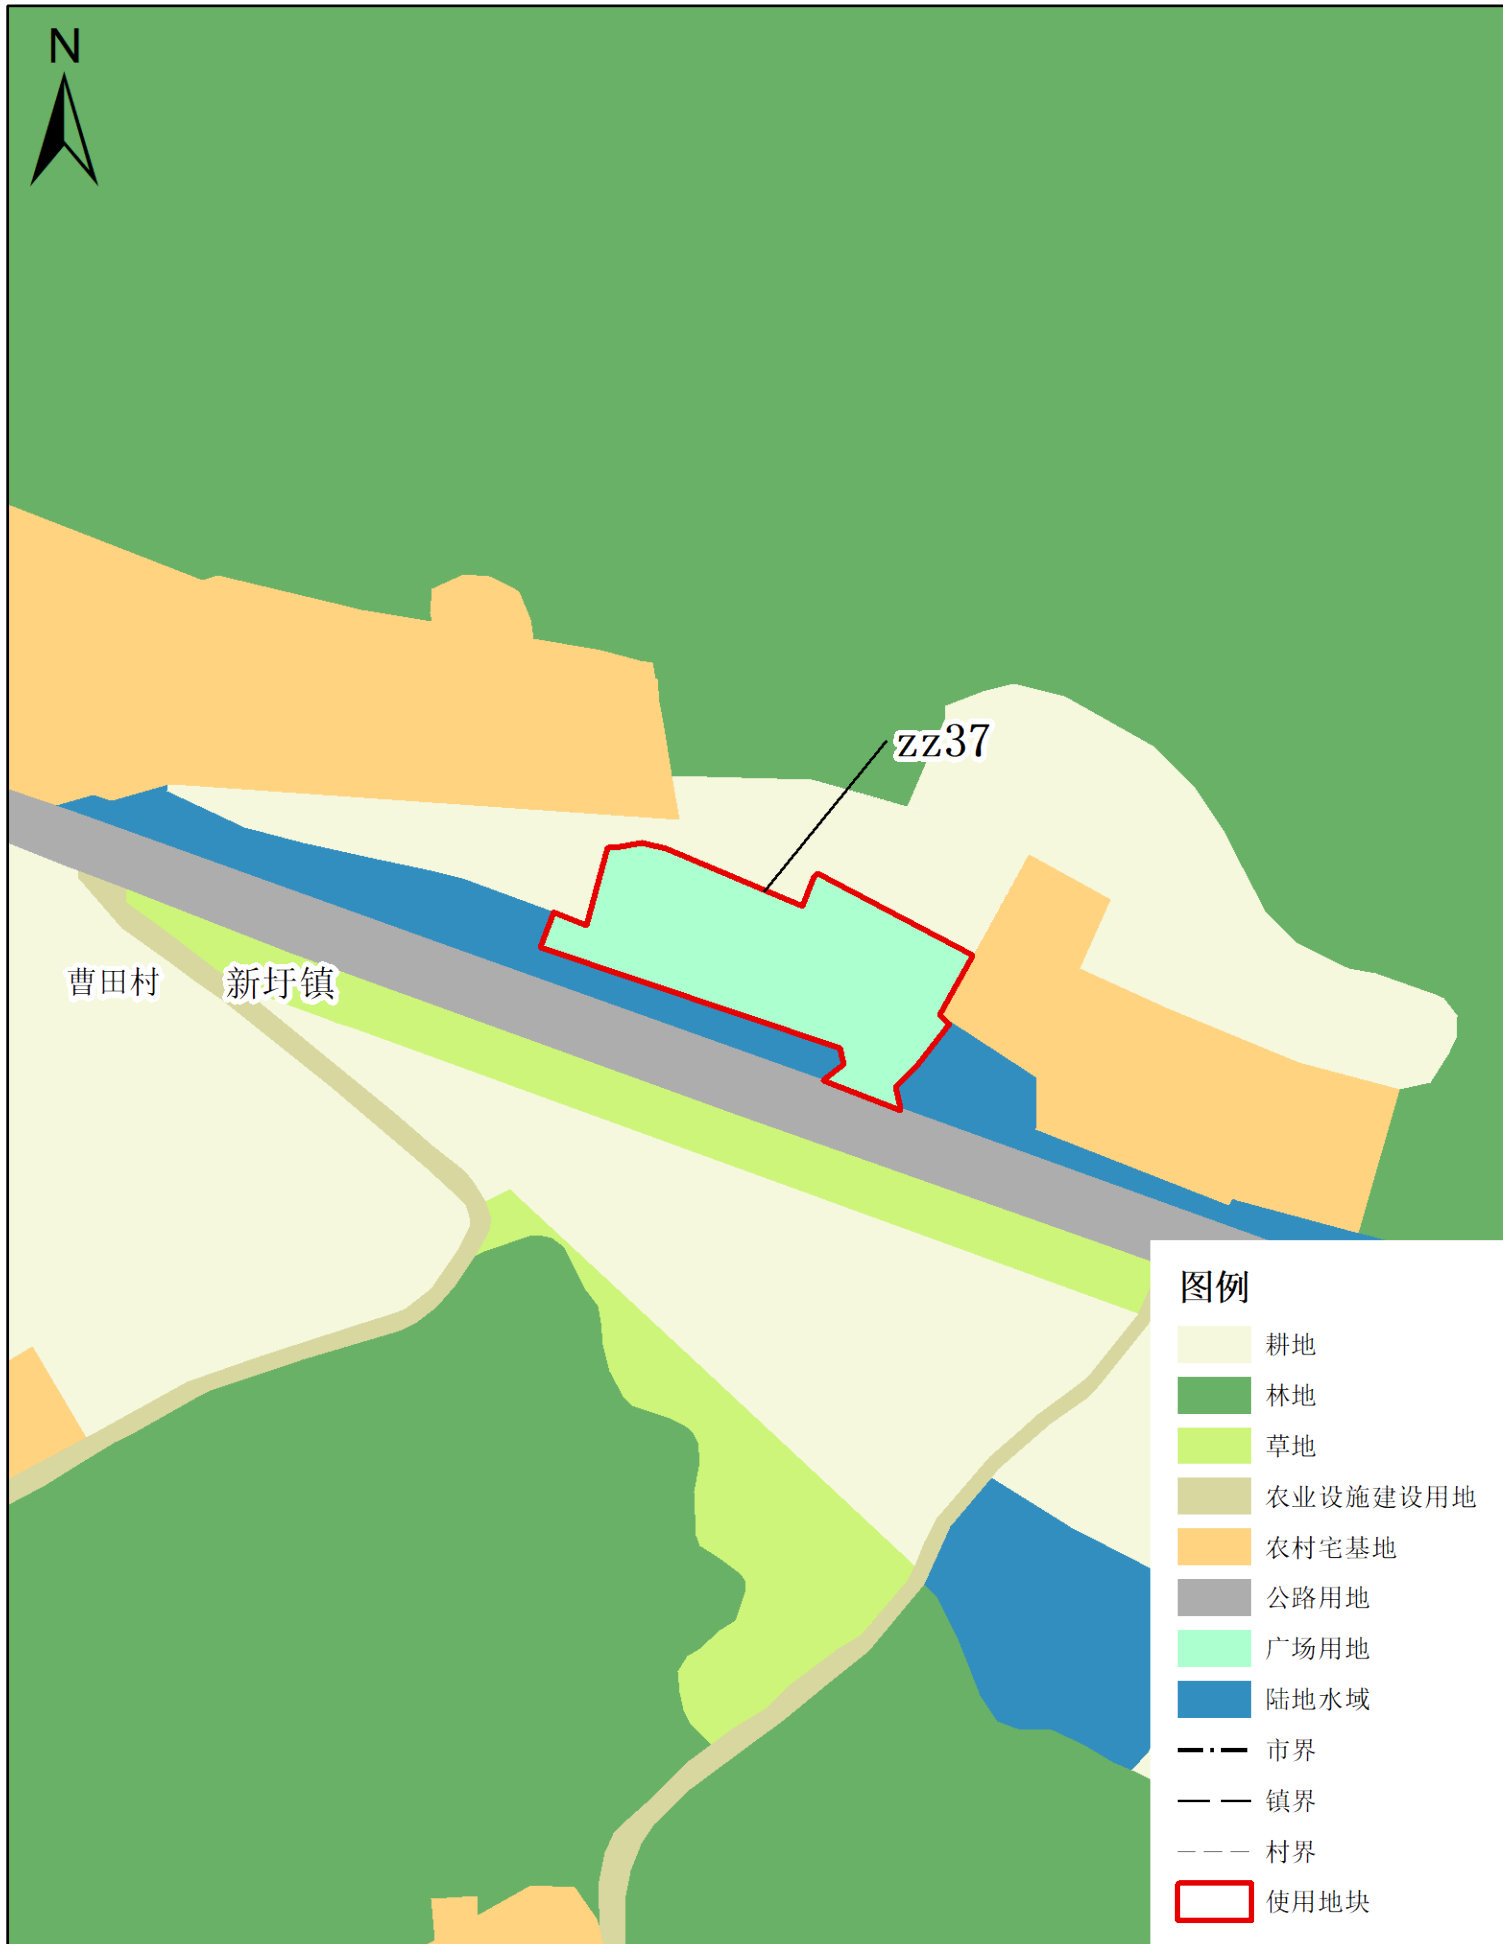 N
zz37
曹田村
新圩镇
图例
耕地
林地
草地
农业设施建设用地
农村宅基地
公路用地
广场用地
陆地水域
市界
镇界
村界
使用地块